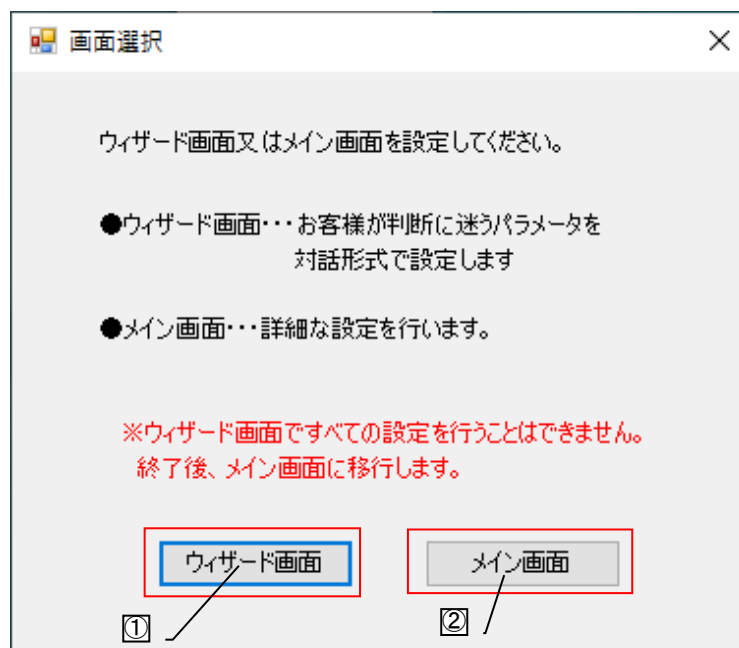 画面選択
ウィザード画面又はメイン画面を設定してください。
●ウィザード画面・・・お客様が判断に迷うパラメータを
対話形式で設定します
●メイン画面・・・詳細な設定を行います。
※ウィザード画面ですべての設定を行うことはできません。
終了後、メイン画面に移行します。
ウィザード画面 メイン画面
① ②